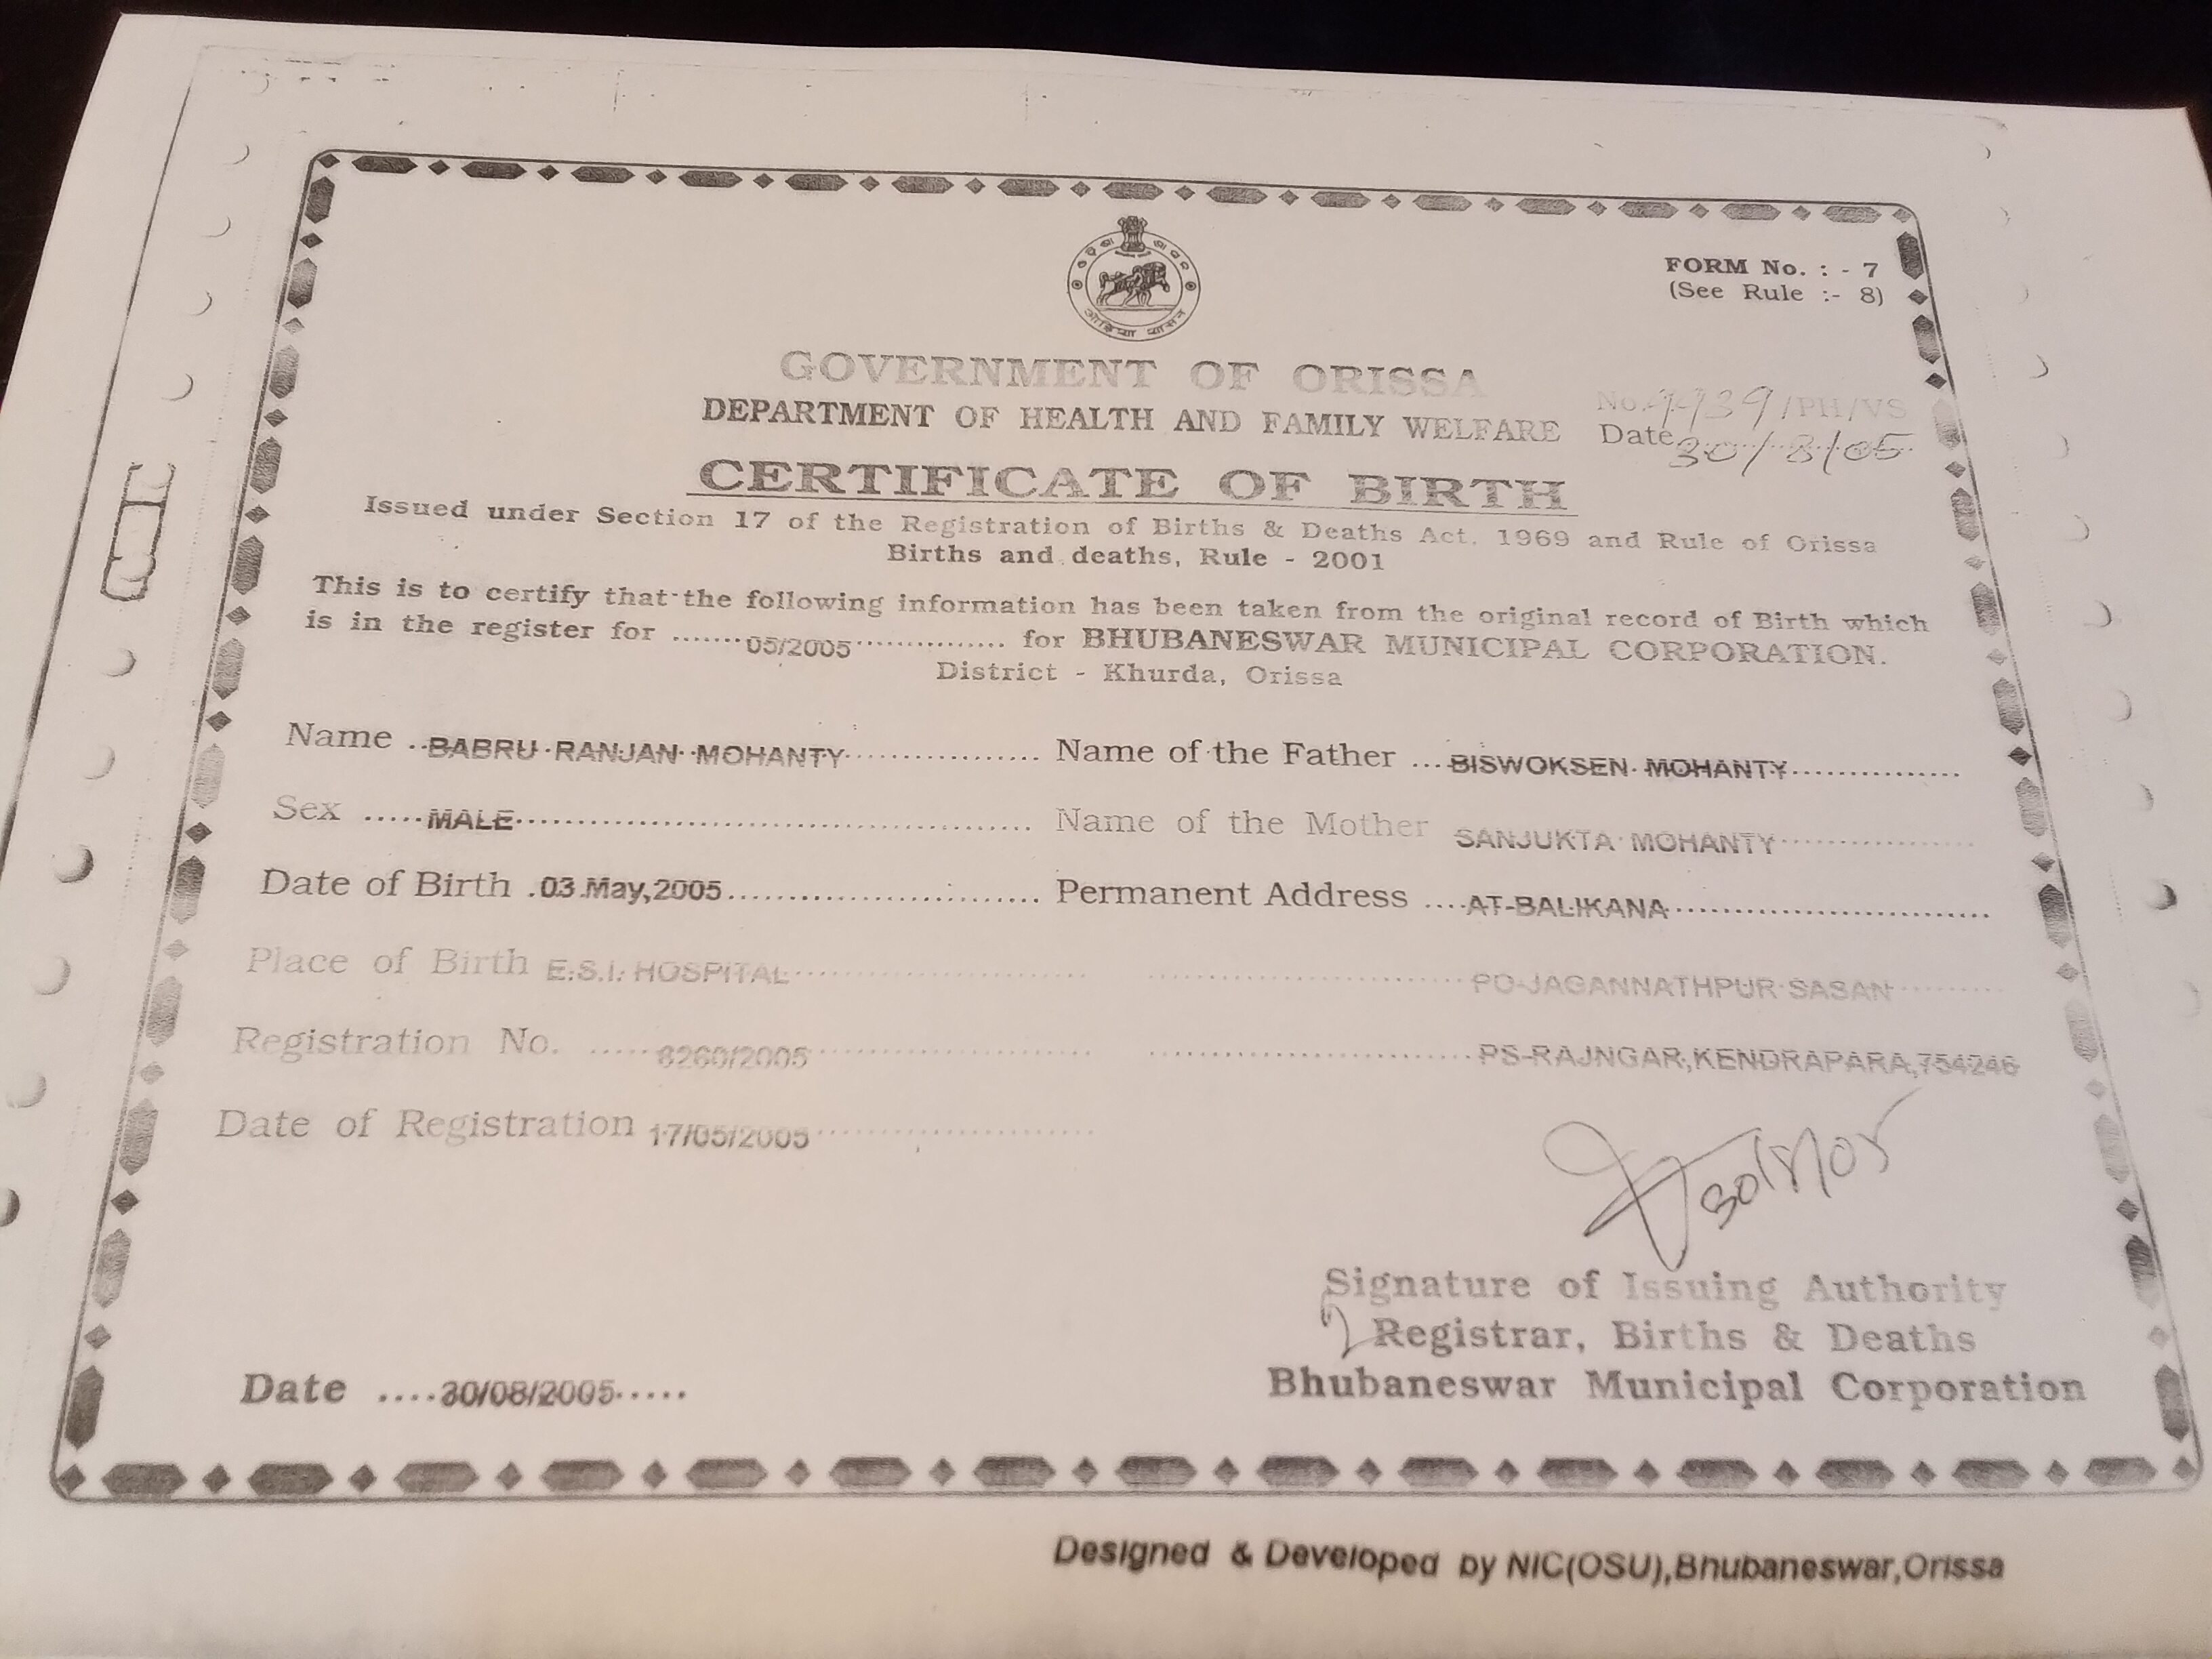 FORM No. : - 7
(See Rule :- 8)
GOVERNMENT OF ORISSA
DEPARTMENT OF HEALTH AND FAMILY WELFARE
No. 9939/PH/VS
Date 30/8/05
CERTIFICATE OF BIRTH
Issued under Section 17 of the Registration of Births & Deaths Act. 1969 and Rule of Orissa
Births and deaths, Rule - 2001
This is to certify that the following information has been taken from the original record of Birth which
is in the register for ........05/2005................ for BHUBANESWAR MUNICIPAL CORPORATION.
District - Khurda, Orissa
Name ..BABRU RANJAN MOHANTY.................. Name of the Father ...BISWOKSEN MOHANTY...............
Sex .....MALE................................................ Name of the Mother SANJUKTA MOHANTY.................
Date of Birth .03 May,2005............................. Permanent Address ....AT-BALIKANA............................
Place of Birth E.S.I. HOSPITAL........................... PO-JAGANNATHPUR SASAN.........
Registration No. .....8260/2005........................ PS-RAJNGAR,KENDRAPARA,754246
Date of Registration 17/05/2005........................
30/8/05
Signature of Issuing Authority
Registrar, Births & Deaths
Date ....30/08/2005..... Bhubaneswar Municipal Corporation
Designed & Developed by NIC(OSU),Bhubaneswar,Orissa